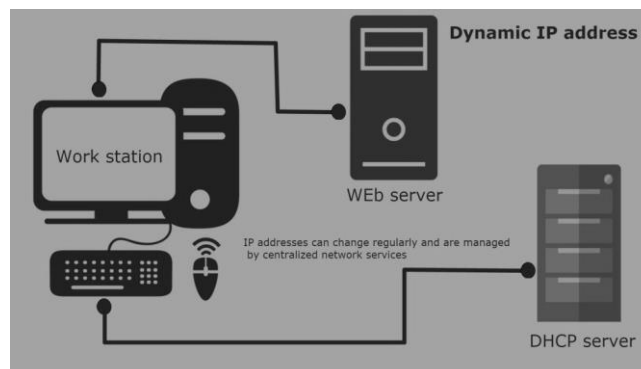 Dynamic IP address
Work station
WEb server
IP addresses can change regularly and are managed
by centralized network services
DHCP server